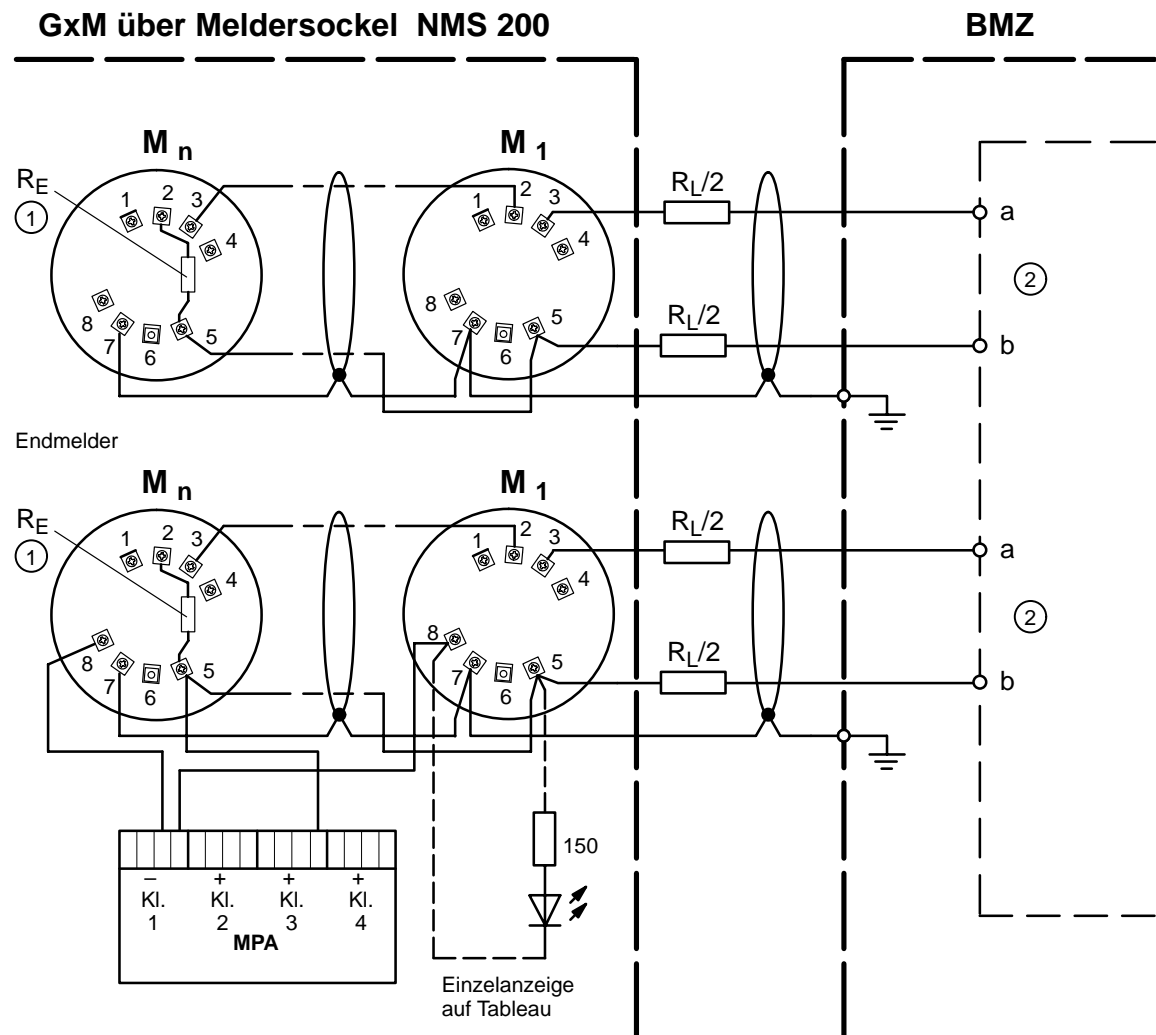 GxM über Meldersockel NMS 200
BMZ
M n
M 1
RE
1
1
2
3
4
5
6
7
8
1
2
3
4
5
6
7
8
RL/2
RL/2
a
2
b
Endmelder
M n
M 1
RE
1
1
2
3
4
5
6
7
8
1
2
3
4
5
6
7
8
RL/2
RL/2
a
2
b
150
– + + +
Kl. Kl. Kl. Kl.
1 2 3 4
MPA
Einzelanzeige
auf Tableau